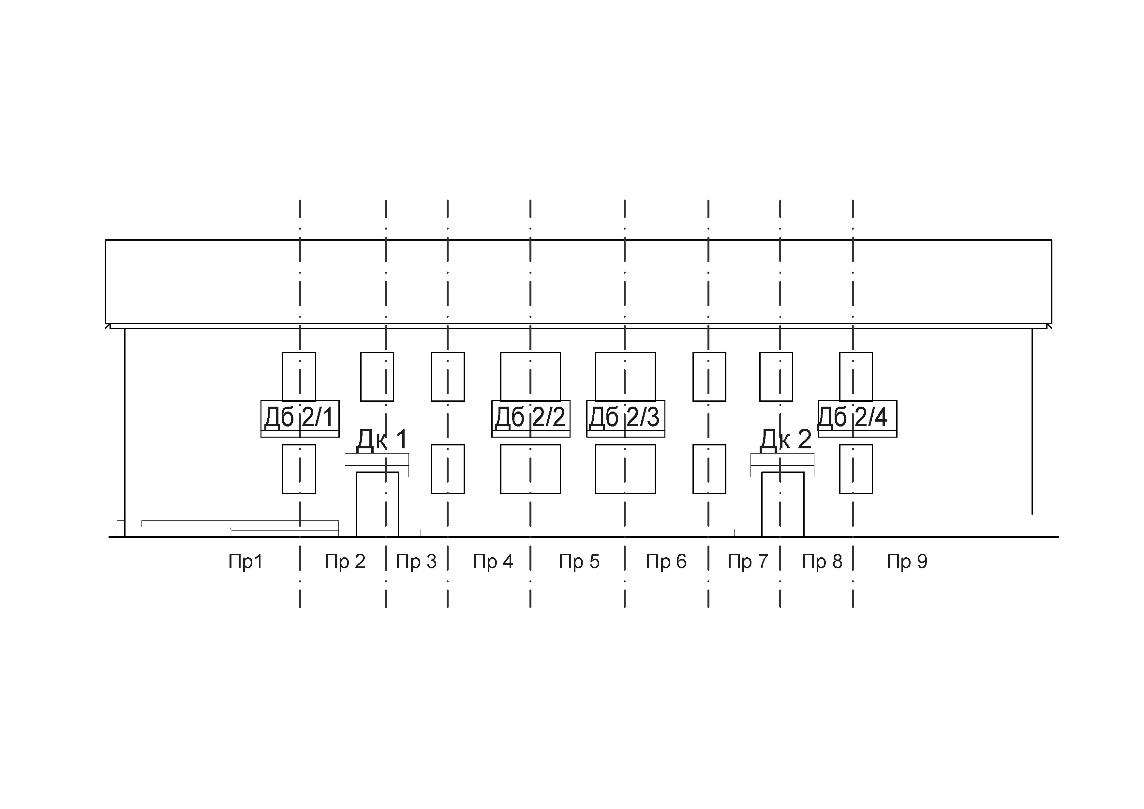 Дб 2/1 Дб 2/2 Дб 2/3 Дб 2/4
Дк 1 Дк 2
Пр1 Пр 2 Пр 3 Пр 4 Пр 5 Пр 6 Пр 7 Пр 8 Пр 9